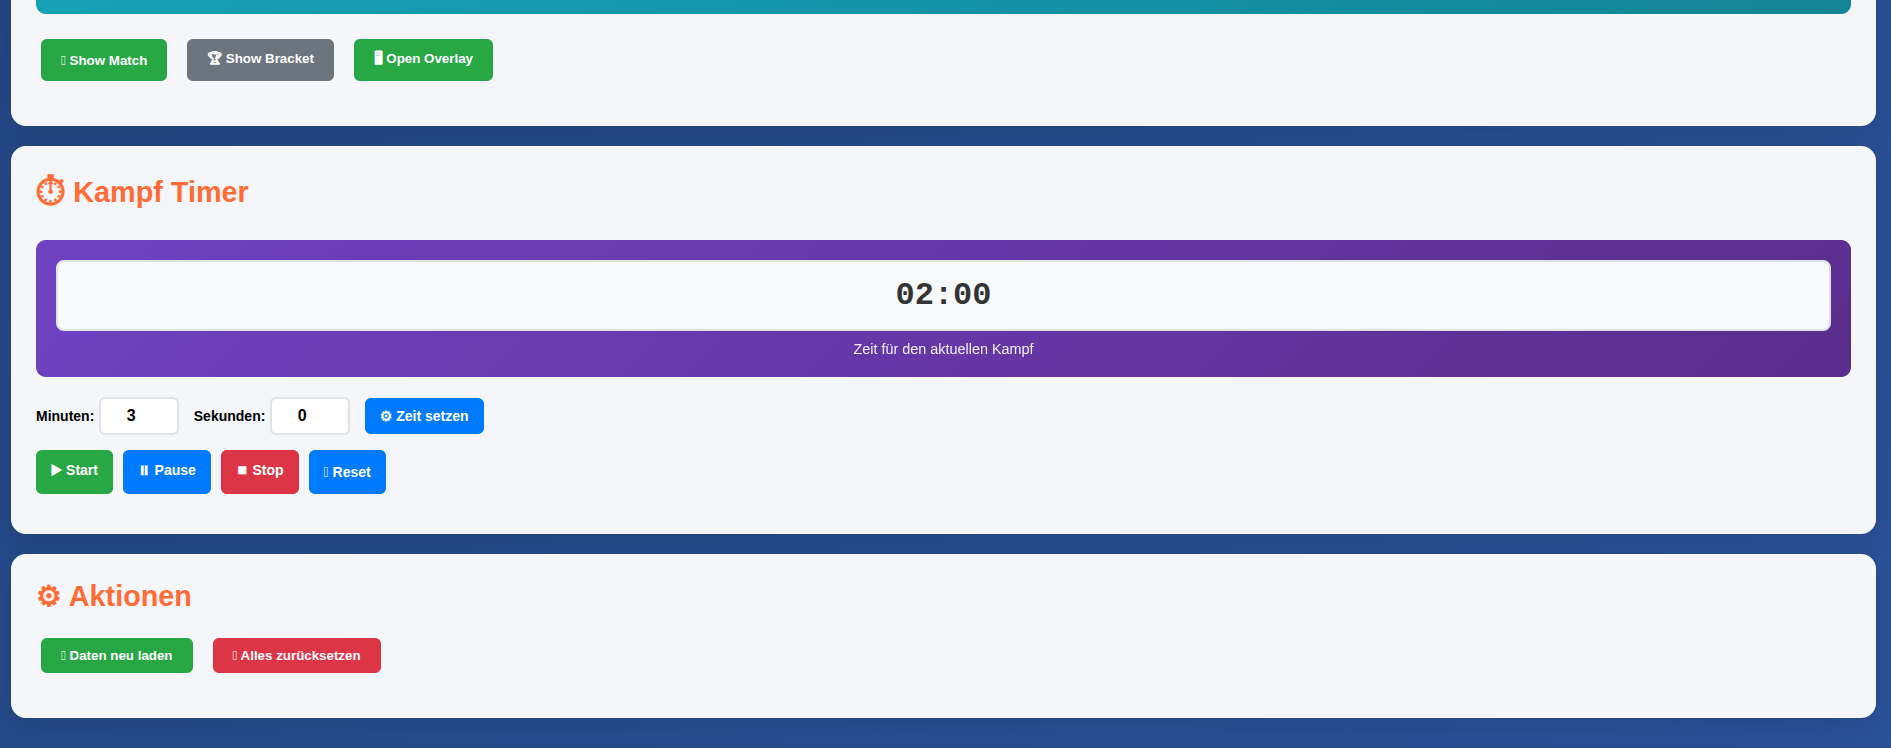 Show Match
🏆 Show Bracket
Open Overlay
⏱ Kampf Timer
02:00
Zeit für den aktuellen Kampf
Minuten: 3 Sekunden: 0 ⚙ Zeit setzen
▶ Start ⏸ Pause ⏹ Stop Reset
⚙ Aktionen
Daten neu laden
Alles zurücksetzen